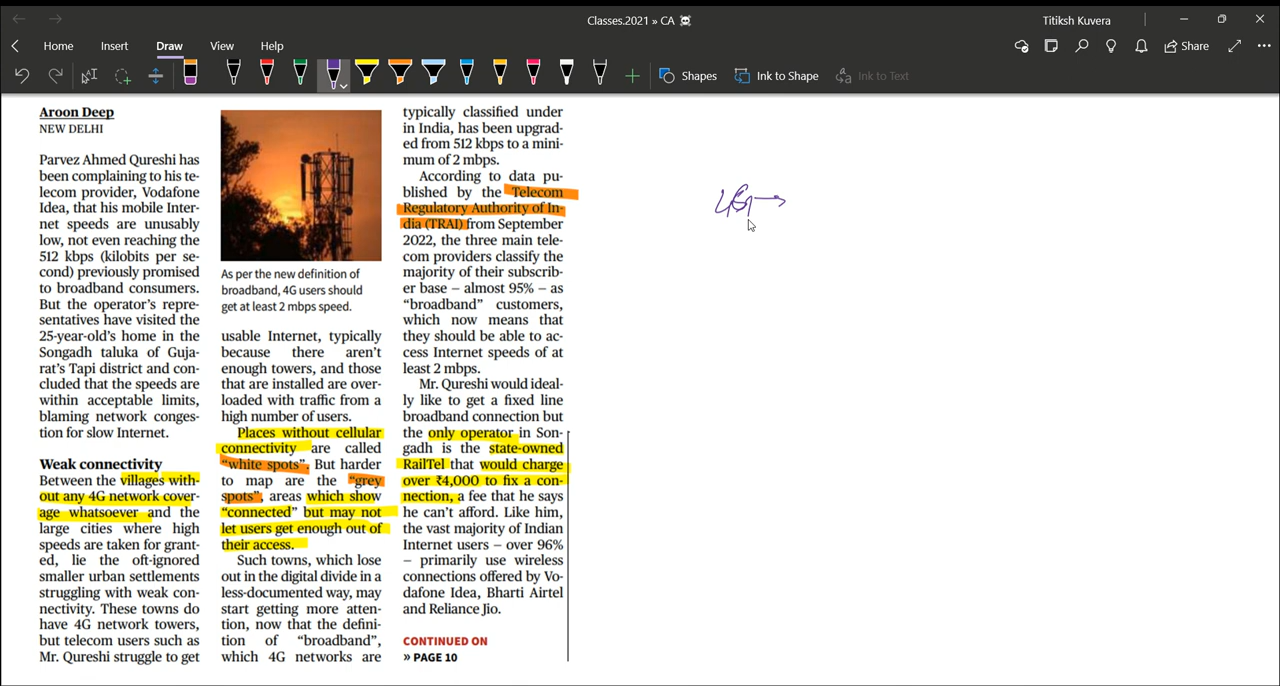 Classes.2021 » CA
Titiksh Kuvera
Home
Insert
Draw
View
Help
Share
Shapes
Ink to Shape
Ink to Text
Aroon Deep
NEW DELHI
Parvez Ahmed Qureshi has
been complaining to his te-
lecom provider, Vodafone
Idea, that his mobile Inter-
net speeds are unusably
low, not even reaching the
512 kbps (kilobits per se-
cond) previously promised
to broadband consumers.
But the operator's repre-
sentatives have visited the
25-year-old's home in the
Songadh taluka of Guja-
rat's Tapi district and con-
cluded that the speeds are
within acceptable limits,
blaming network conges-
tion for slow Internet.
Weak connectivity
Between the villages with-
out any 4G network cover-
age whatsoever and the
large cities where high
speeds are taken for grant-
ed, lie the oft-ignored
smaller urban settlements
struggling with weak con-
nectivity. These towns do
have 4G network towers,
but telecom users such as
Mr. Qureshi struggle to get
As per the new definition of
broadband, 4G users should
get at least 2 mbps speed.
usable Internet, typically
because there aren't
enough towers, and those
that are installed are over-
loaded with traffic from a
high number of users.
Places without cellular
connectivity are called
"white spots". But harder
to map are the "grey
spots", areas which show
"connected" but may not
let users get enough out of
their access.
Such towns, which lose
out in the digital divide in a
less-documented way, may
start getting more atten-
tion, now that the defini-
tion of "broadband",
which 4G networks are
typically classified under
in India, has been upgrad-
ed from 512 kbps to a mini-
mum of 2 mbps.
According to data pu-
blished by the Telecom
Regulatory Authority of In-
dia (TRAI) from September
2022, the three main tele-
com providers classify the
majority of their subscrib-
er base – almost 95% – as
"broadband" customers,
which now means that
they should be able to ac-
cess Internet speeds of at
least 2 mbps.
Mr. Qureshi would ideal-
ly like to get a fixed line
broadband connection but
the only operator in Son-
gadh is the state-owned
RailTel that would charge
over ₹4,000 to fix a con-
nection, a fee that he says
he can't afford. Like him,
the vast majority of Indian
Internet users – over 96%
– primarily use wireless
connections offered by Vo-
dafone Idea, Bharti Airtel
and Reliance Jio.
CONTINUED ON
» PAGE 10